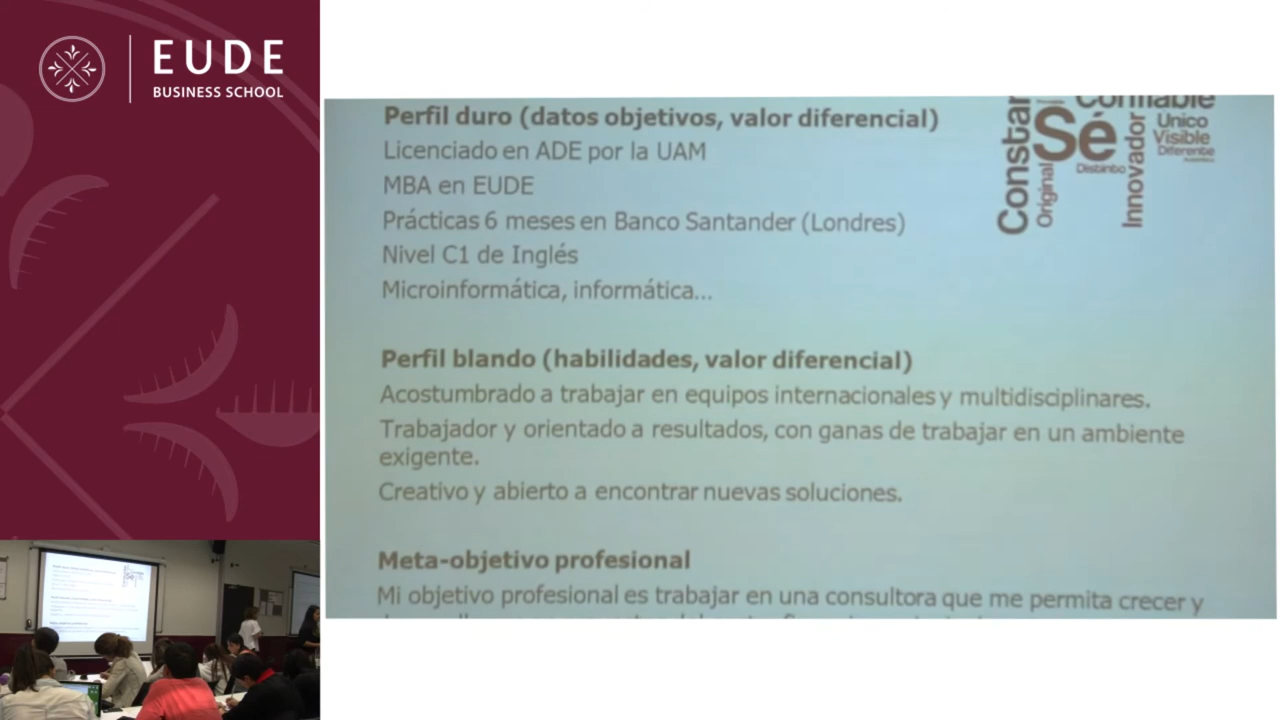 EUDE
BUSINESS SCHOOL
Perfil duro (datos objetivos, valor diferencial)
Licenciado en ADE por la UAM
MBA en EUDE
Prácticas 6 meses en Banco Santander (Londres)
Nivel C1 de Inglés
Microinformática, informática...
Confiable
Sé
Único
Visible
Diferente
Distinto
Original
Innovador
Perfil blando (habilidades, valor diferencial)
Acostumbrado a trabajar en equipos internacionales y multidisciplinares.
Trabajador y orientado a resultados, con ganas de trabajar en un ambiente
exigente.
Creativo y abierto a encontrar nuevas soluciones.
Meta-objetivo profesional
Mi objetivo profesional es trabajar en una consultora que me permita crecer y